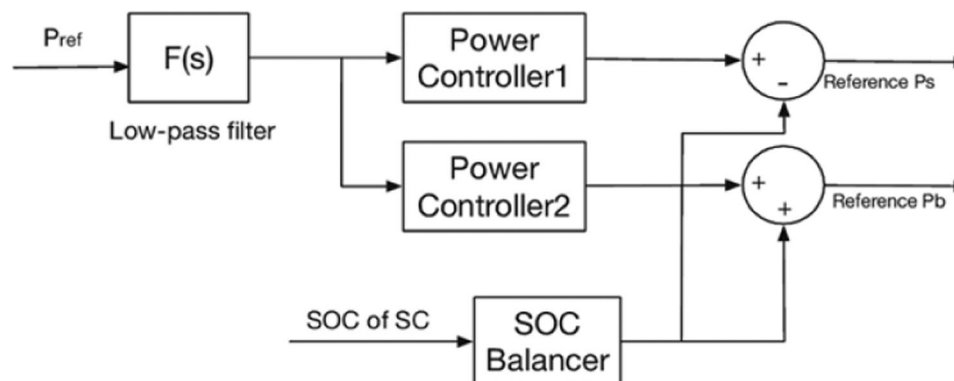 Pref
F(s)
Low-pass filter
Power
Controller1
+
-
Reference Ps
Power
Controller2
+
+
Reference Pb
SOC of SC
SOC
Balancer